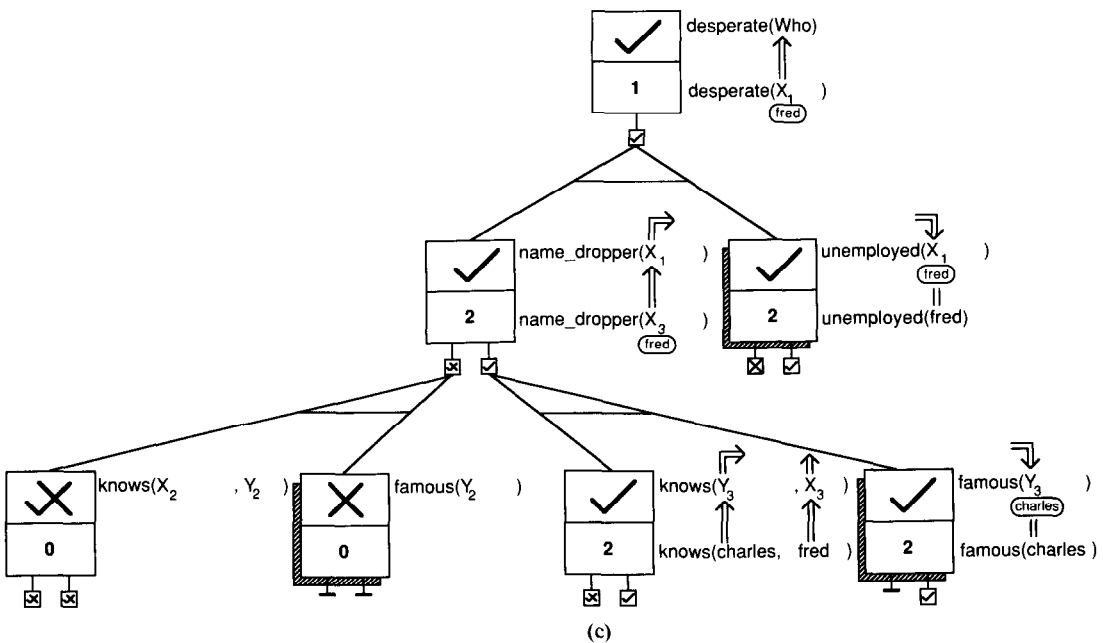 desperate(Who)
1 desperate(X1 )
fred
name_dropper(X1 )
2 name_dropper(X3 )
fred
unemployed(X1 )
fred
2 unemployed(fred)
knows(X2 , Y2 )
0
famous(Y2 )
0
knows(Y3 , X3 )
2 knows(charles, fred )
famous(Y3 )
charles
2 famous(charles )
(c)